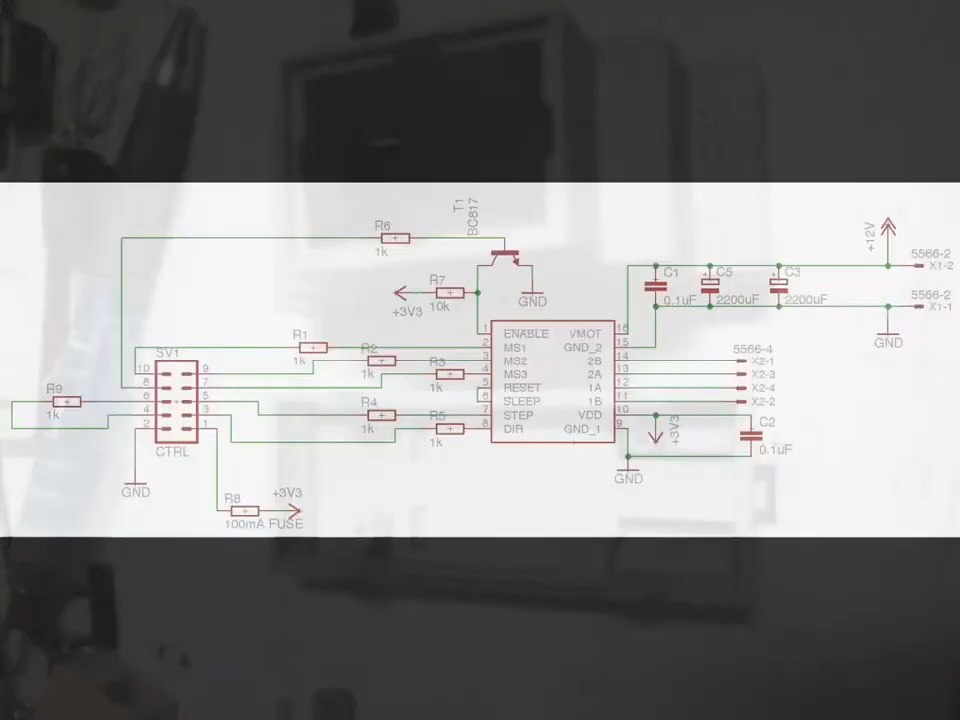 T1
BC817
R6
1k
R7
10k
+3V3
GND
+12V
5566-2
X1-2
C1
0.1uF
C5
2200uF
C3
2200uF
5566-2
X1-1
GND
R1
1k
R2
1k
R3
1k
R4
1k
R5
1k
1 ENABLE VMOT 16
2 MS1 GND_2 15
3 MS2 2B 14
4 MS3 2A 13
5 RESET 1A 12
6 SLEEP 1B 11
7 STEP VDD 10
8 DIR GND_1 9
5566-4
X2-1
X2-3
X2-4
X2-2
+3V3
C2
0.1uF
GND
SV1
10 9
8 7
6 5
4 3
2 1
CTRL
R9
1k
GND
R8
100mA FUSE
+3V3